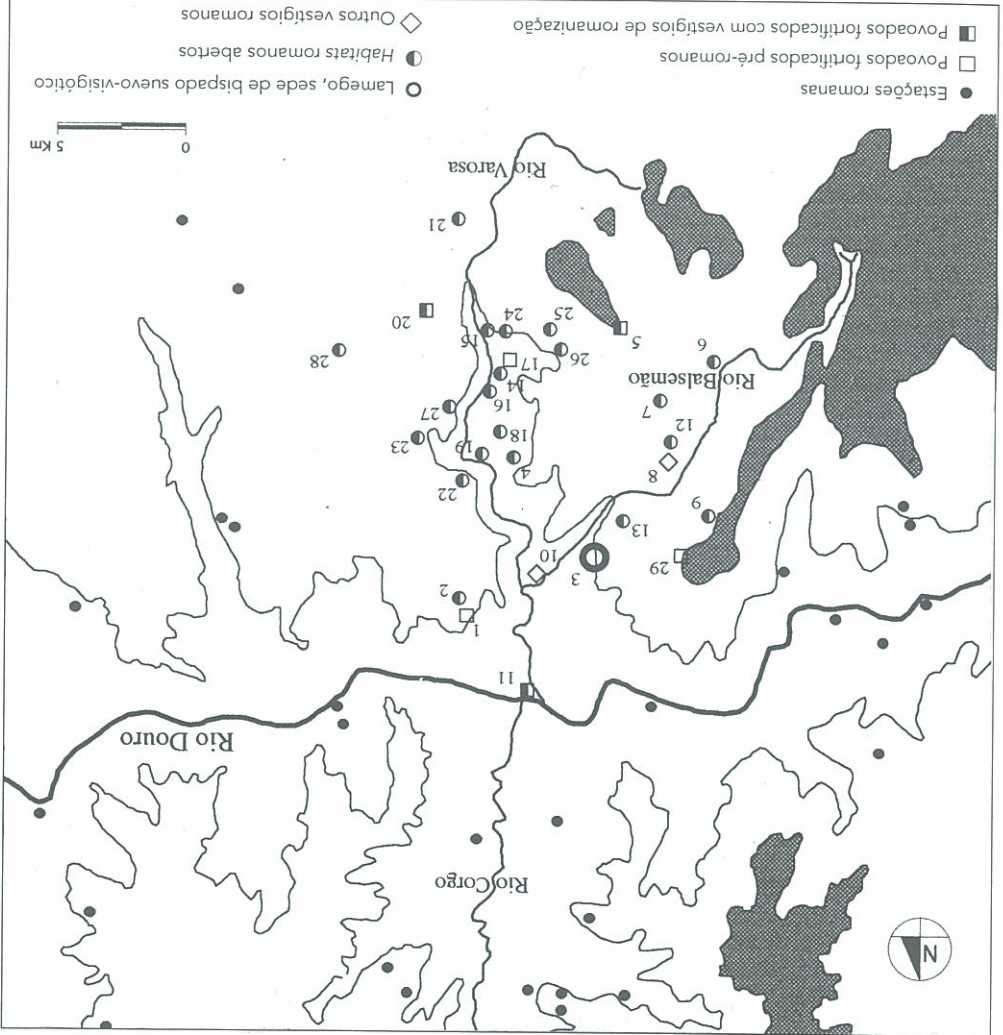 N
Rio Corgo
Rio Douro
11
1
2
3
29
10
13
9
22
8
4
19
23
18
12
27
16
7
14
Rio Balsemão
17
26
28
6
5
15
20
25
24
21
Rio Varosa
0 5 Km
Estações romanas
Povoados fortificados pré-romanos
Povoados fortificados com vestígios de romanização
Lamego, sede de bispado suevo-visigótico
Habitats romanos abertos
Outros vestígios romanos